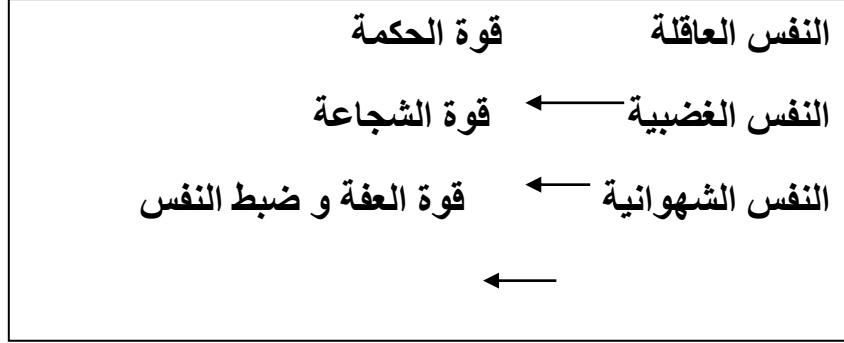 النفس العاقلة قوة الحكمة
النفس الغضبية قوة الشجاعة
النفس الشهوانية قوة العفة و ضبط النفس